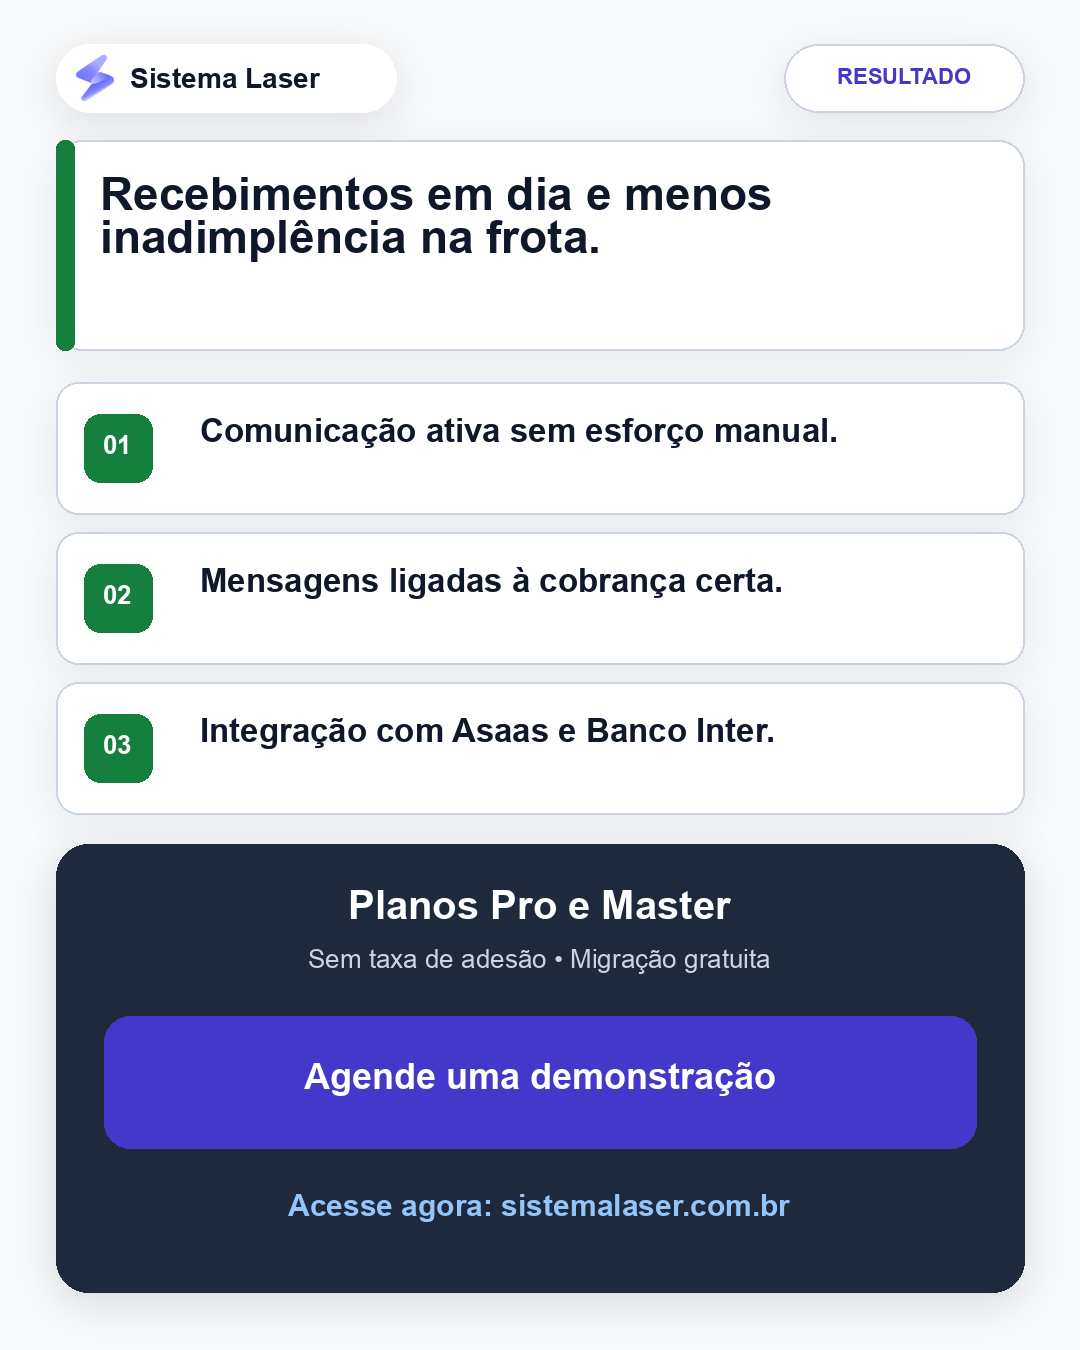 Sistema Laser
RESULTADO
Recebimentos em dia e menos
inadimplência na frota.
01
Comunicação ativa sem esforço manual.
02
Mensagens ligadas à cobrança certa.
03
Integração com Asaas e Banco Inter.
Planos Pro e Master
Sem taxa de adesão • Migração gratuita
Agende uma demonstração
Acesse agora: sistemalaser.com.br